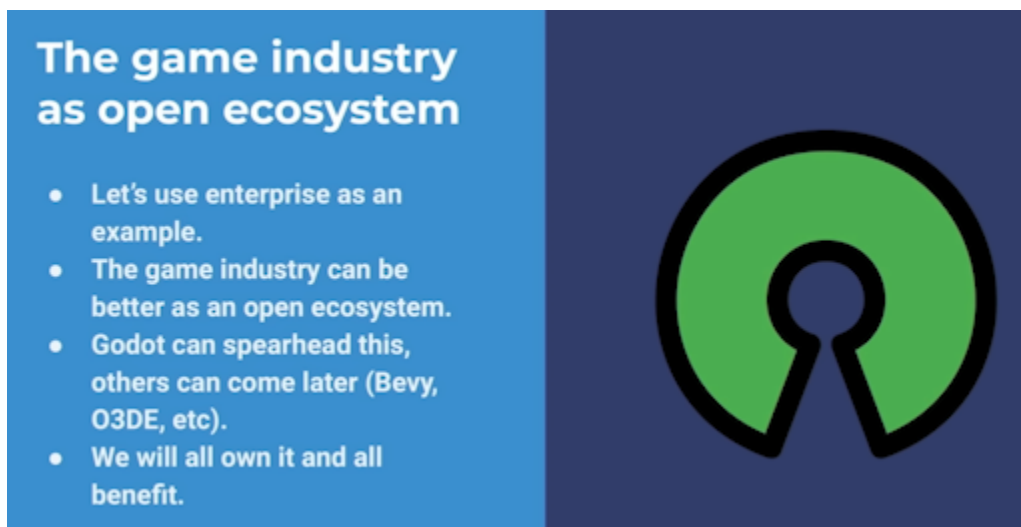 The game industry
as open ecosystem
● Let's use enterprise as an
example.
● The game industry can be
better as an open ecosystem.
● Godot can spearhead this,
others can come later (Bevy,
O3DE, etc).
● We will all own it and all
benefit.